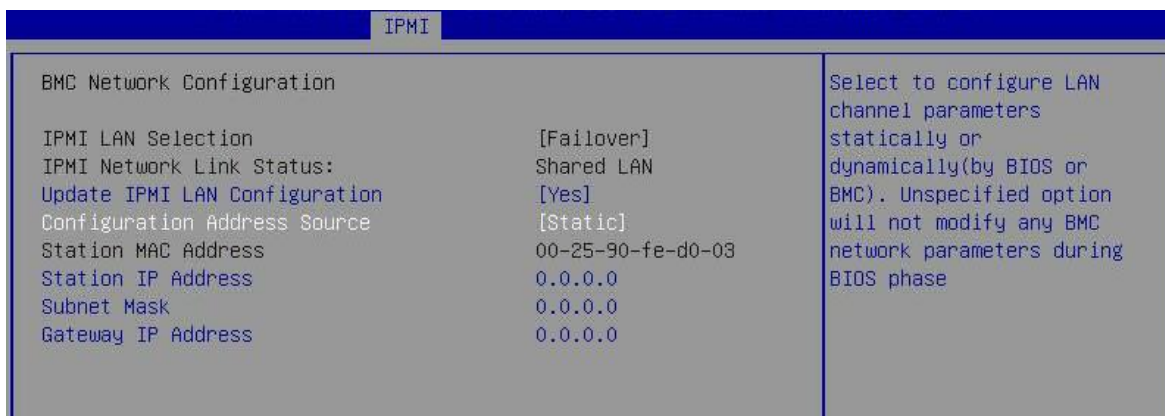 IPMI
BMC Network Configuration
IPMI LAN Selection [Failover]
IPMI Network Link Status: Shared LAN
Update IPMI LAN Configuration [Yes]
Configuration Address Source [Static]
Station MAC Address 00-25-90-fe-d0-03
Station IP Address 0.0.0.0
Subnet Mask 0.0.0.0
Gateway IP Address 0.0.0.0
Select to configure LAN
channel parameters
statically or
dynamically(by BIOS or
BMC). Unspecified option
will not modify any BMC
network parameters during
BIOS phase